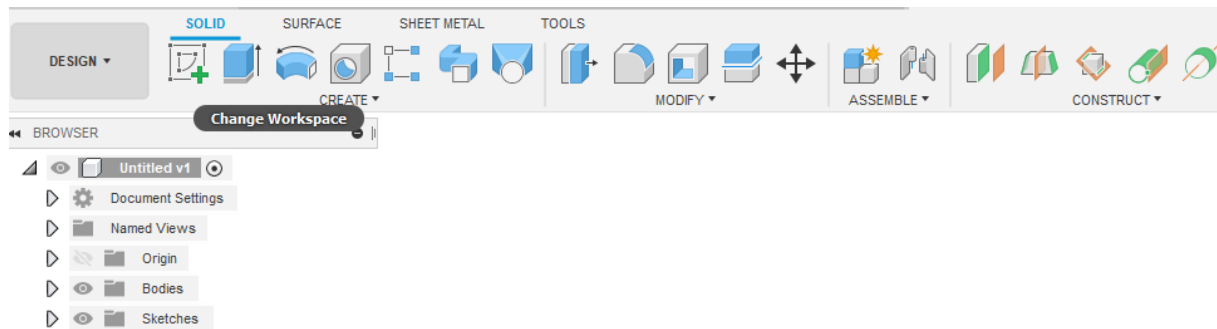 SOLID SURFACE SHEET METAL TOOLS
DESIGN
CREATE MODIFY ASSEMBLE CONSTRUCT
Change Workspace
BROWSER
Untitled v1
Document Settings
Named Views
Origin
Bodies
Sketches